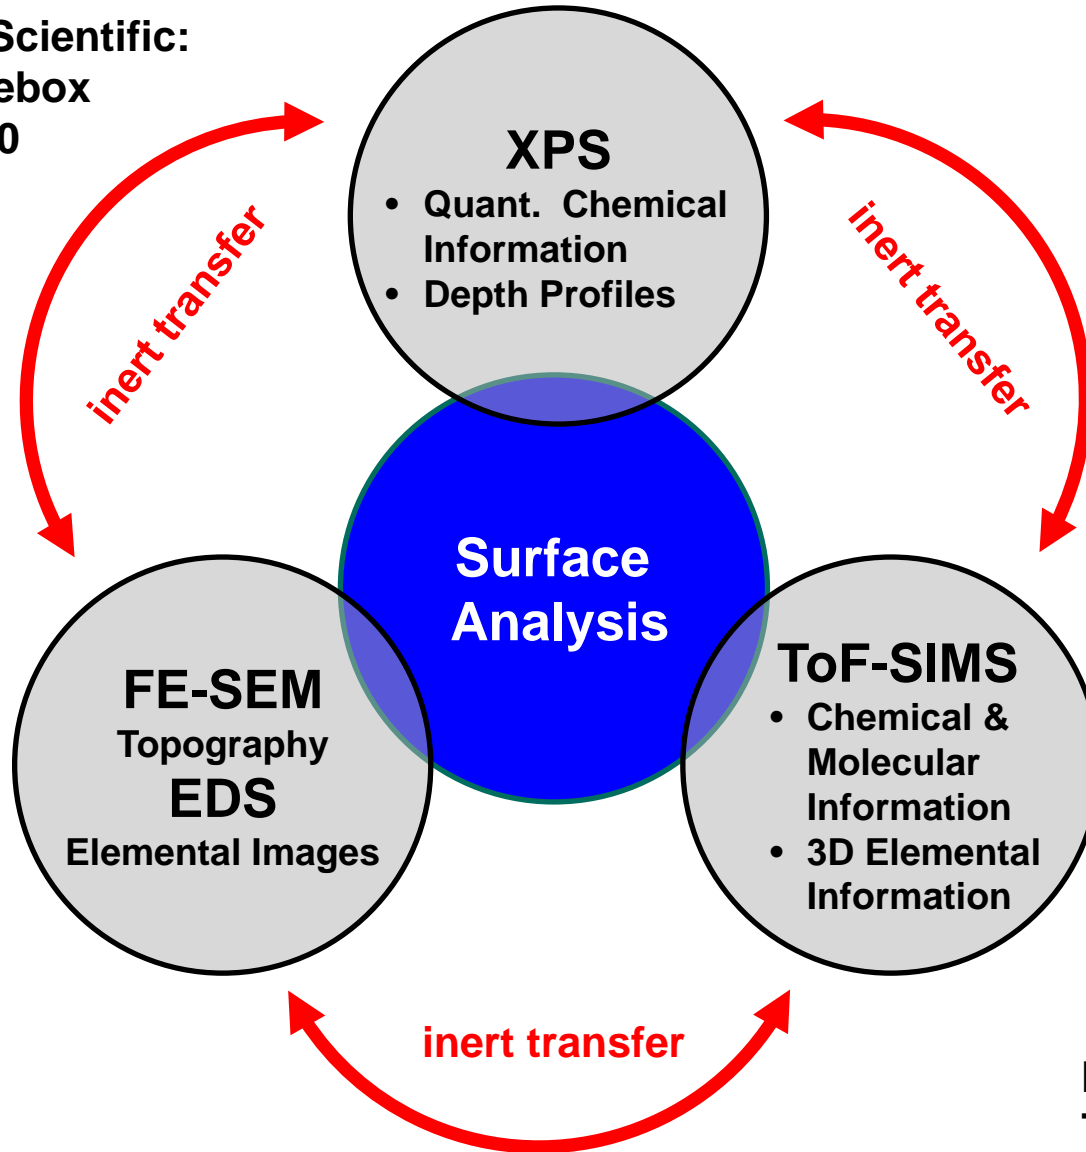 Scientific:
ebox
0
XPS
• Quant. Chemical
Information
• Depth Profiles
inert transfer
inert transfer
Surface
Analysis
FE-SEM
Topography
EDS
Elemental Images
ToF-SIMS
• Chemical &
Molecular
Information
• 3D Elemental
Information
inert transfer